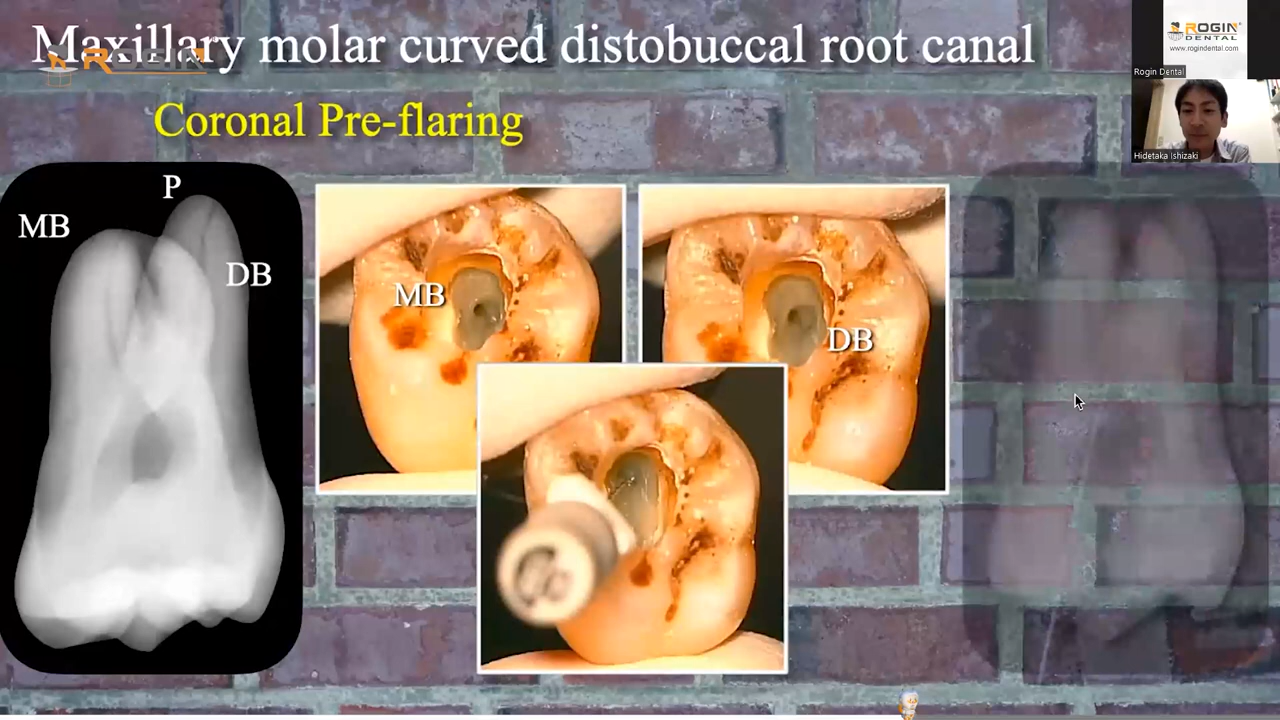 Maxillary molar curved distobuccal root canal
ROGIN
Coronal Pre-flaring
ROGIN
DENTAL
www.rogindental.com
Rogin Dental
Hidetaka Ishizaki
P
MB
DB
MB
DB